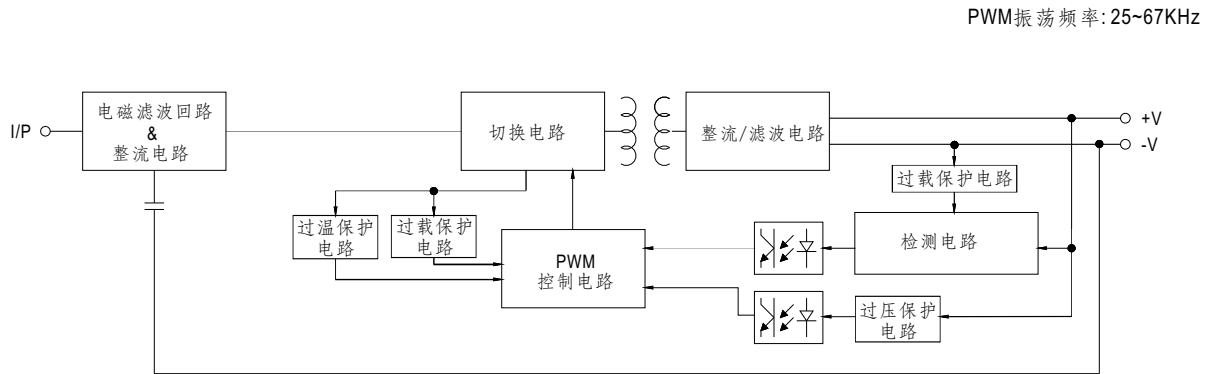 PWM振荡频率: 25~67KHz
I/P
电磁滤波回路
&
整流电路
切换电路
整流/滤波电路
+V
-V
过载保护电路
过温保护
电路
过载保护
电路
PWM
控制电路
检测电路
过压保护
电路